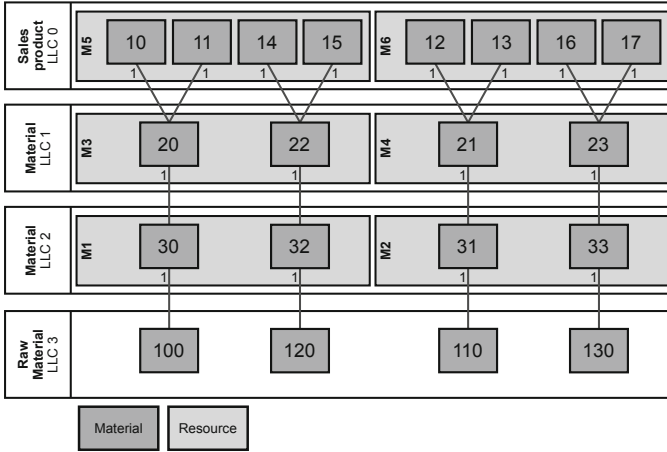 Sales
product
LLC 0
M5
10
11
14
15
M6
12
13
16
17
1
1
1
1
1
1
1
1
Material
LLC 1
M3
20
22
M4
21
23
1
1
1
1
Material
LLC 2
M1
30
32
M2
31
33
1
1
1
1
Raw
Material
LLC 3
100
120
110
130
Material
Resource